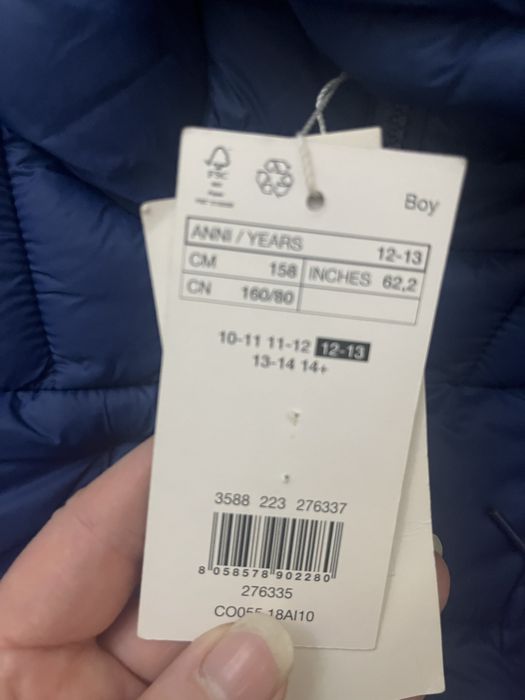 FSC
Boy
ANNI / YEARS 12-13
CM 158 INCHES 62,2
CN 160/80
10-11 11-12 12-13
13-14 14+
3588 223 276337
8 058578 902280
276335
18AI10